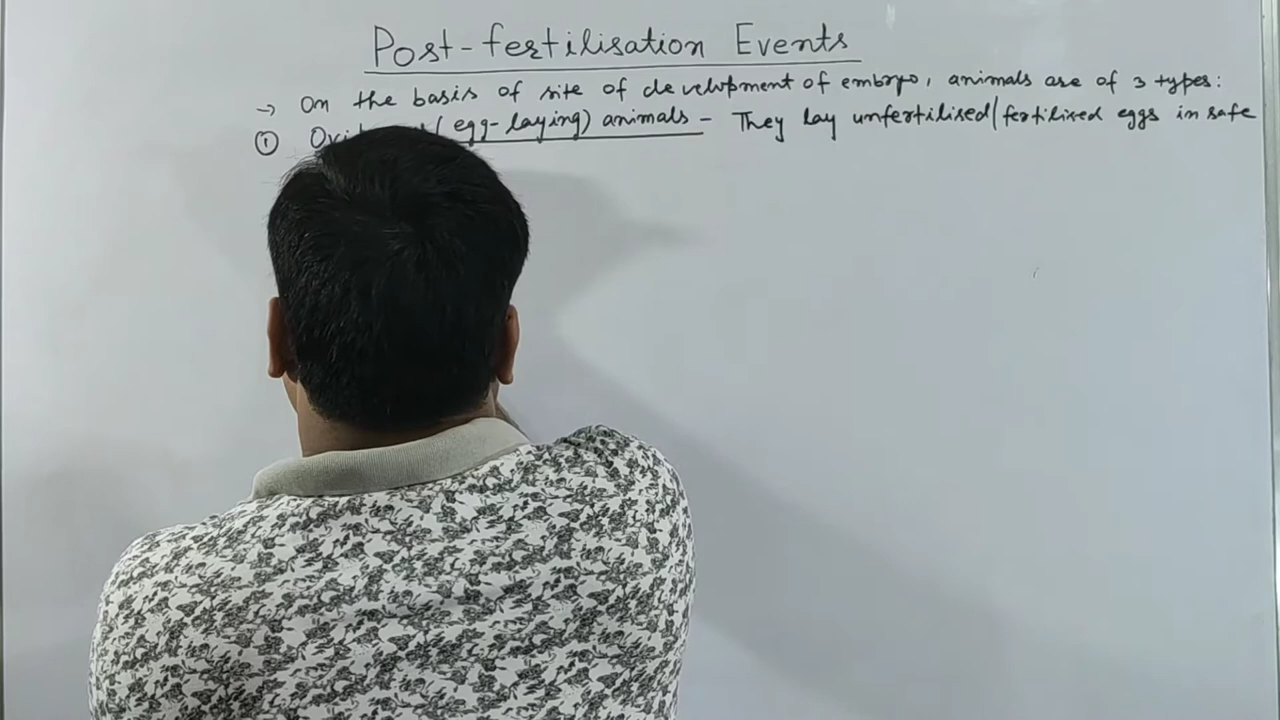 Post-fertilisation Events
→ On the basis of site of development of embryo, animals are of 3 types:
① (egg-laying) animals - They lay unfertilised/fertilised eggs in safe